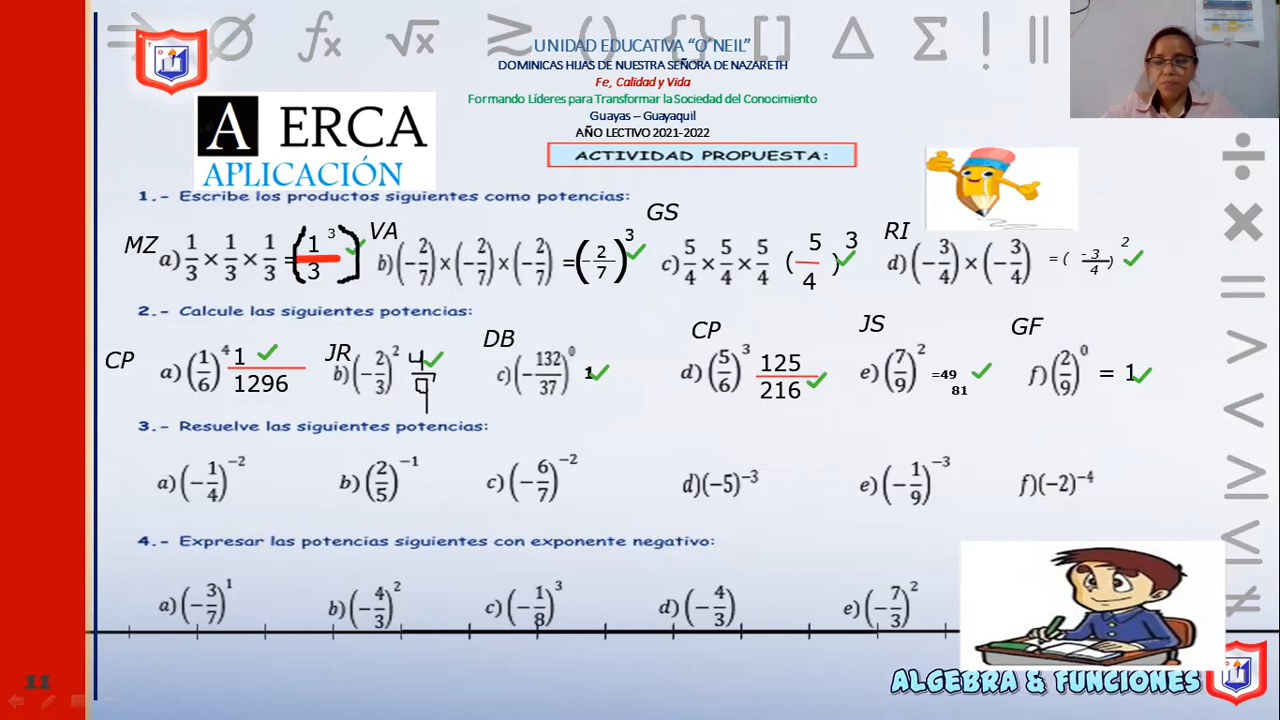 UNIDAD EDUCATIVA “O´NEIL”
DOMINICAS HIJAS DE NUESTRA SEÑORA DE NAZARETH
Fe, Calidad y Vida
Formando Líderes para Transformar la Sociedad del Conocimiento
Guayas – Guayaquil
AÑO LECTIVO 2021-2022
A ERCA
APLICACIÓN
ACTIVIDAD PROPUESTA:
1.- Escribe los productos siguientes como potencias:
MZ a) 1/3 × 1/3 × 1/3 = (1/3)^3 ✓ VA b) (-2/7) × (-2/7) × (-2/7) = (-2/7)^3 ✓ GS c) 5/4 × 5/4 × 5/4 (5/4)^3 ✓ RI d) (-3/4) × (-3/4) = (-3/4)^2 ✓
2.- Calcule las siguientes potencias:
CP a) (1/6)^4 1/1296 ✓ JR b) (-2/3)^2 4/9 ✓ DB c) (-132/37)^0 1 ✓ CP d) (5/6)^3 125/216 ✓ JS e) (7/9)^2 =49 81 ✓ GF f) (2/9)^0 = 1 ✓
3.- Resuelve las siguientes potencias:
a) (-1/4)^-2 b) (2/5)^-1 c) (-6/7)^-2 d) (-5)^-3 e) (-1/9)^-3 f) (-2)^-4
4.- Expresar las potencias siguientes con exponente negativo:
a) (-3/7)^1 b) (-4/3)^2 c) (-1/8)^3 d) (-4/3) e) (-7/3)^2
ALGEBRA & FUNCIONES
11